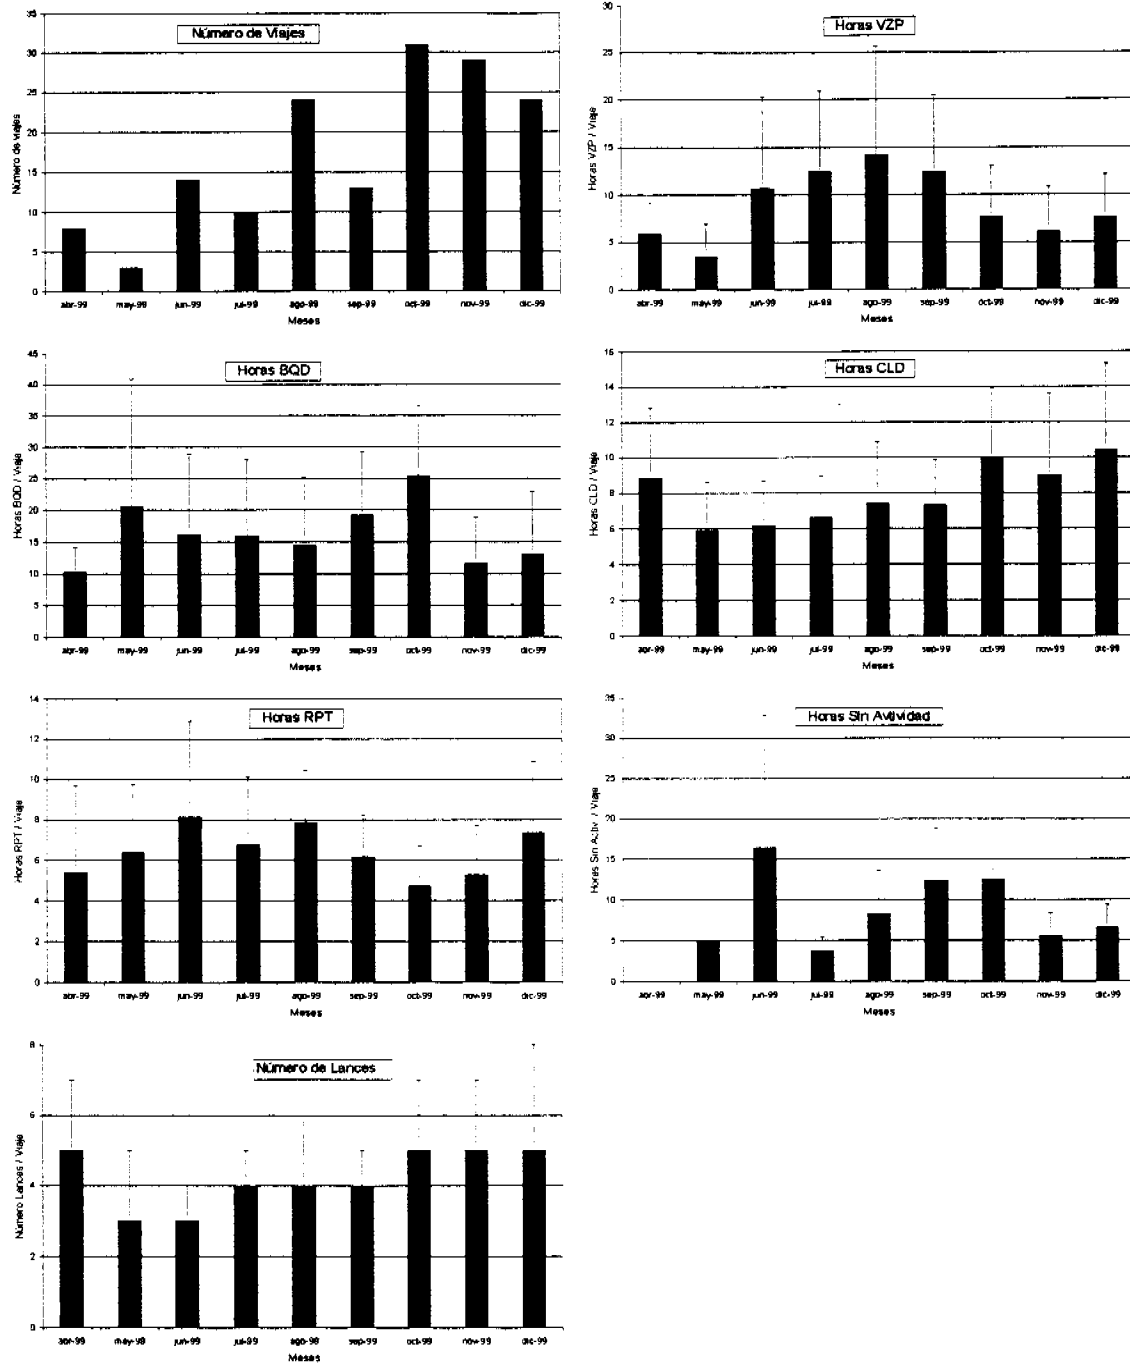 Número de Viajes
Número de viajes
35
30
25
20
15
10
5
0
abr-99 may-99 jun-99 jul-99 ago-99 sep-99 oct-99 nov-99 dic-99
Meses
Horas VZP
Horas VZP / Viaje
30
25
20
15
10
5
0
abr-99 may-99 jun-99 jul-99 ago-99 sep-99 oct-99 nov-99 dic-99
Meses
Horas BQD
Horas BQD / Viaje
45
40
35
30
25
20
15
10
5
0
abr-99 may-99 jun-99 jul-99 ago-99 sep-99 oct-99 nov-99 dic-99
Meses
Horas CLD
Horas CLD / Viaje
16
14
12
10
8
6
4
2
0
abr-99 may-99 jun-99 jul-99 ago-99 sep-99 oct-99 nov-99 dic-99
Meses
Horas RPT
Horas RPT / Viaje
14
12
10
8
6
4
2
0
abr-99 may-99 jun-99 jul-99 ago-99 sep-99 oct-99 nov-99 dic-99
Meses
Horas Sin Avtividad
Horas Sin Activ. / Viaje
35
30
25
20
15
10
5
0
abr-99 may-99 jun-99 jul-99 ago-99 sep-99 oct-99 nov-99 dic-99
Meses
Número de Lances
Número Lances / Viaje
8
6
4
2
0
abr-99 may-99 jun-99 jul-99 ago-99 sep-99 oct-99 nov-99 dic-99
Meses